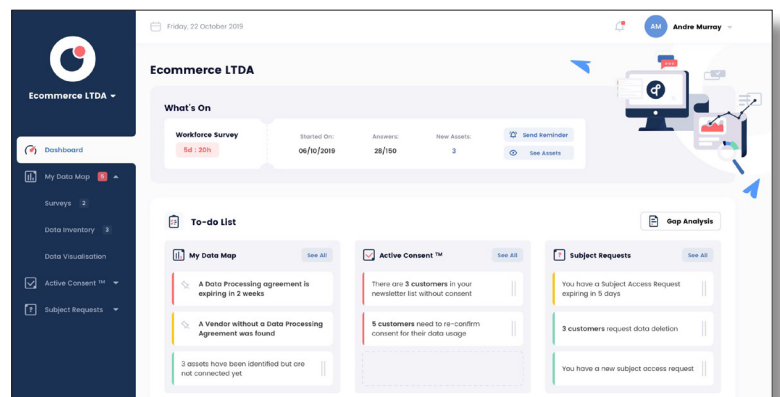 Friday, 22 October 2019
AM
Andre Murray
Ecommerce LTDA
Ecommerce LTDA
What's On
Workforce Survey
5d : 20h
Started On:
06/10/2019
Answers:
28/150
New Assets:
3
Send Reminder
See Assets
Dashboard
My Data Map 5
Surveys 2
Data Inventory 3
Data Visualisation
Active Consent ™
Subject Requests
To-do List
Gap Analysis
My Data Map
See All
A Data Processing agreement is
expiring in 2 weeks
A Vendor without a Data Processing
Agreement was found
3 assets have been identified but are
not connected yet
Active Consent ™
See All
There are 3 customers in your
newsletter list without consent
5 customers need to re-confirm
consent for their data usage
Subject Requests
See All
You have a Subject Access Request
expiring in 5 days
3 customers request data deletion
You have a new subject access request